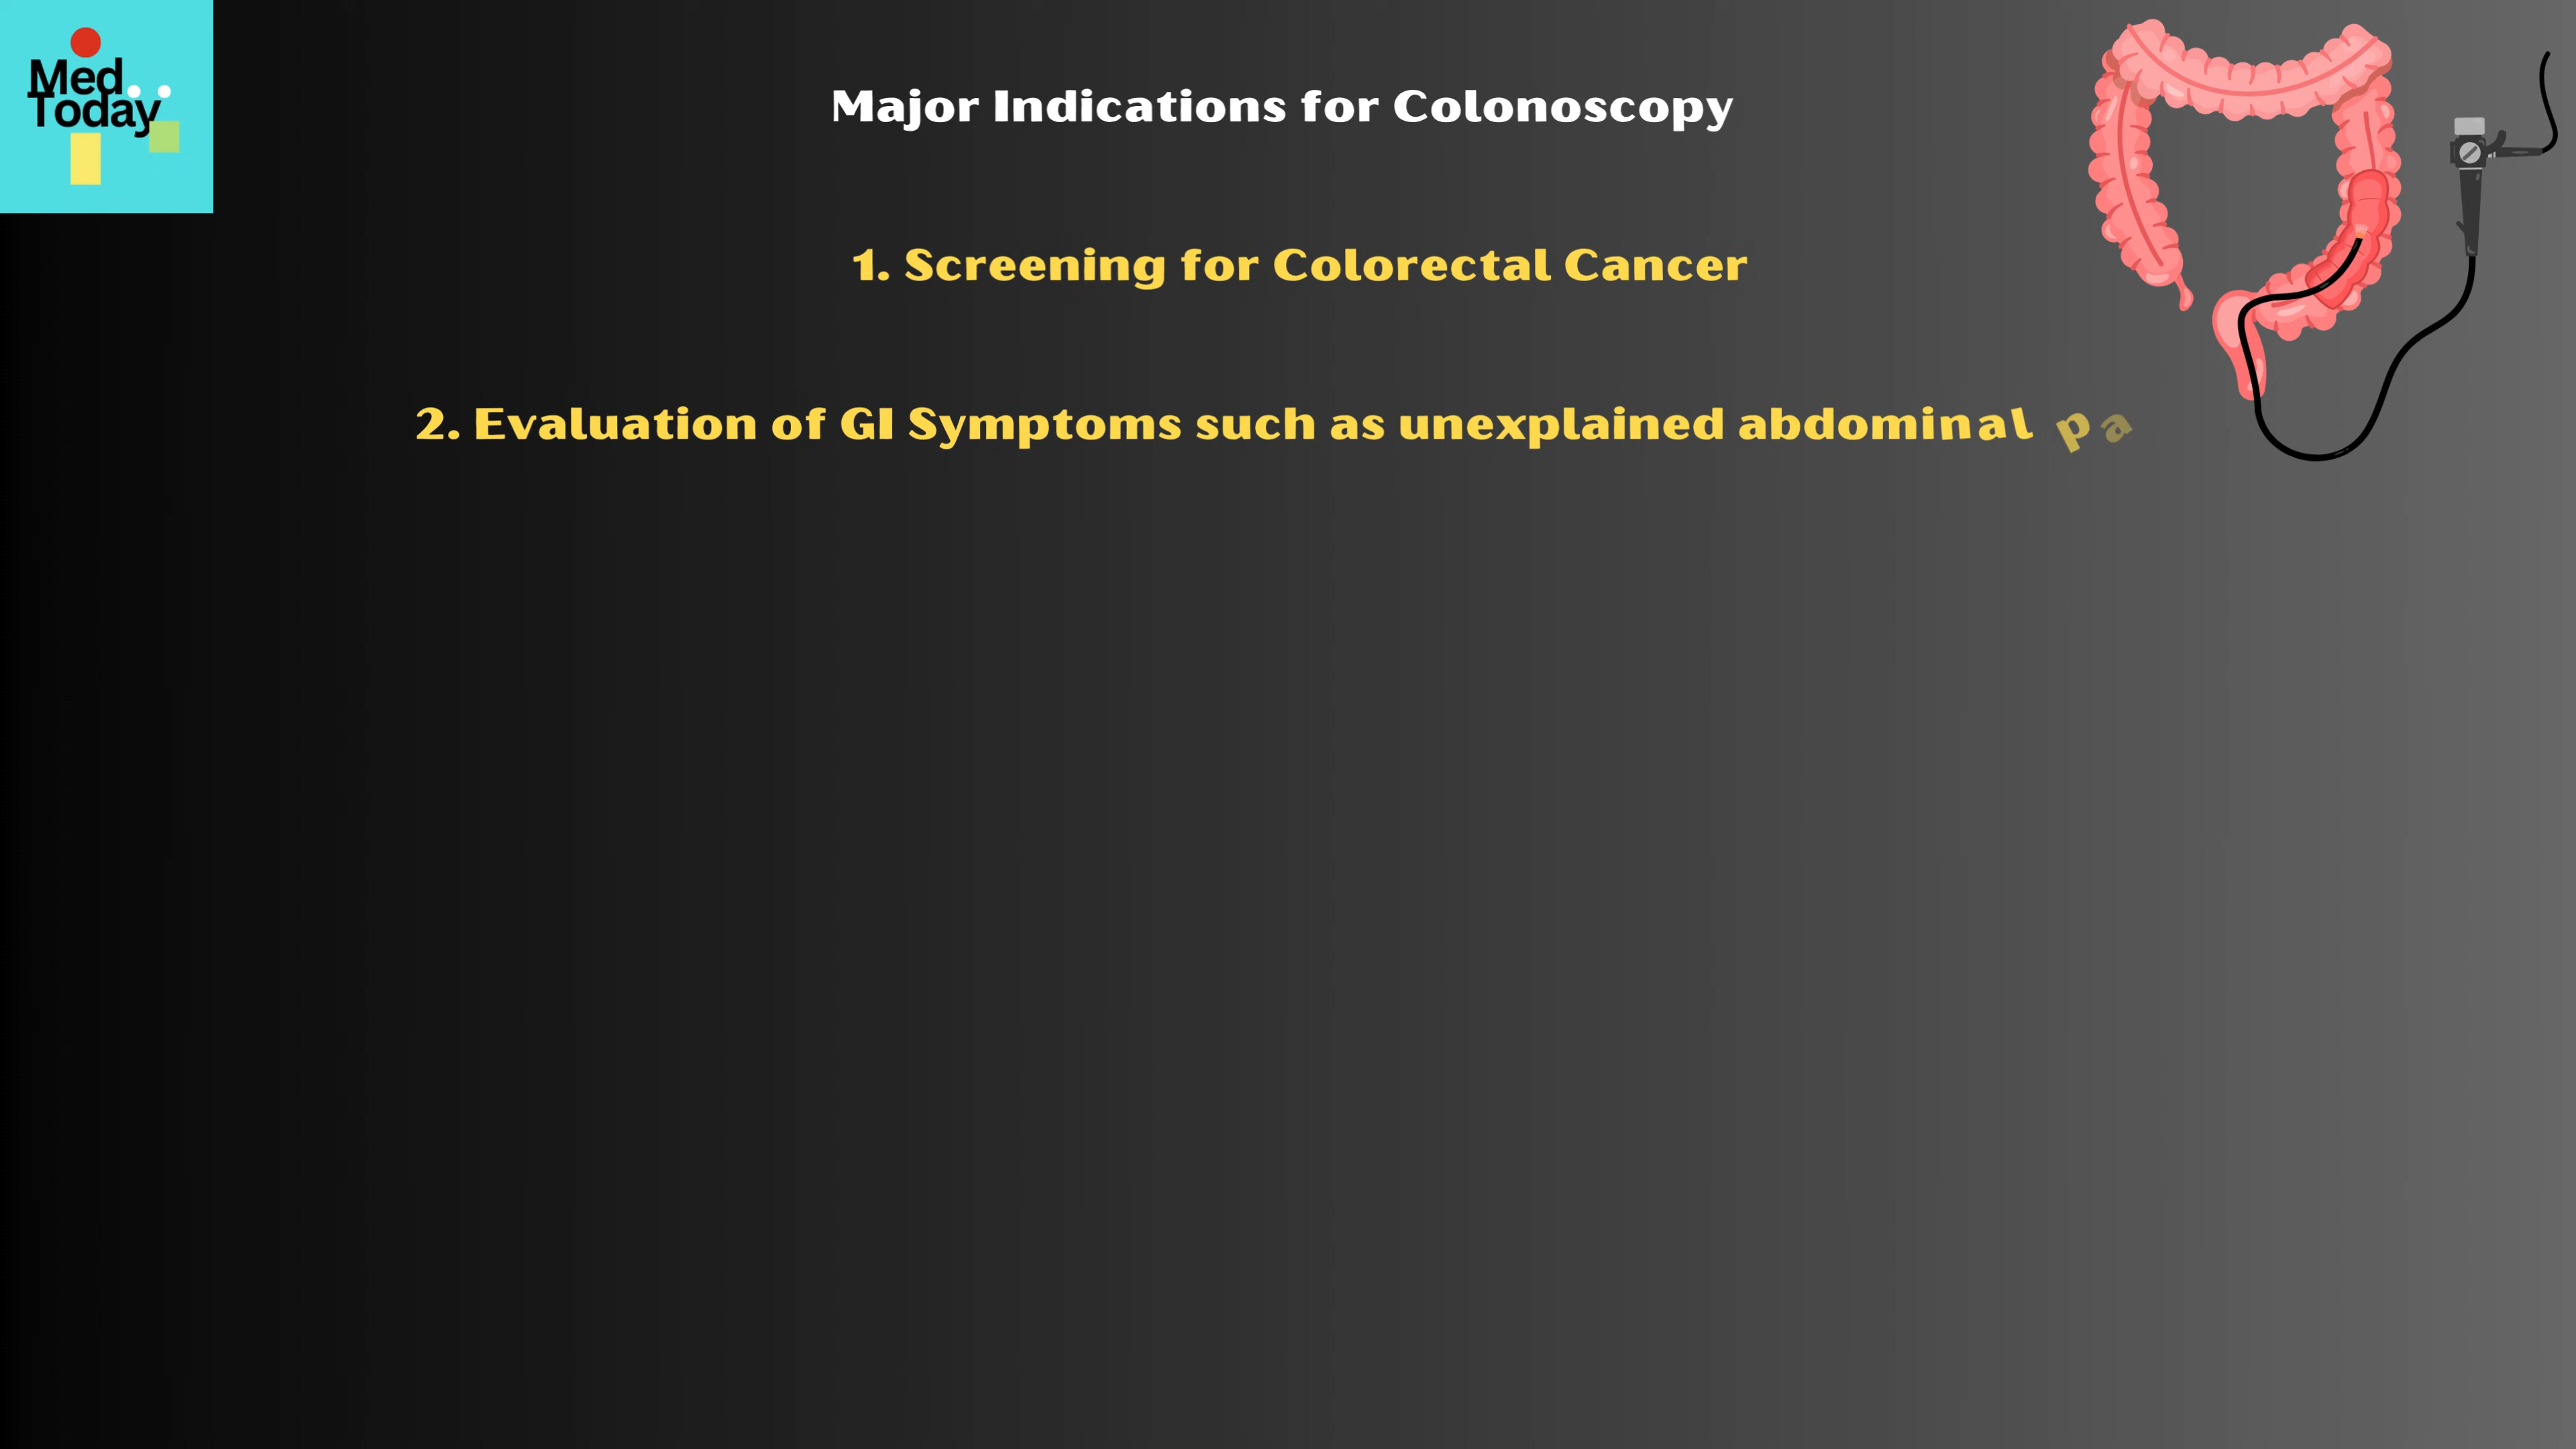 Med
Today
Major Indications for Colonoscopy
1. Screening for Colorectal Cancer
2. Evaluation of GI Symptoms such as unexplained abdominal pa